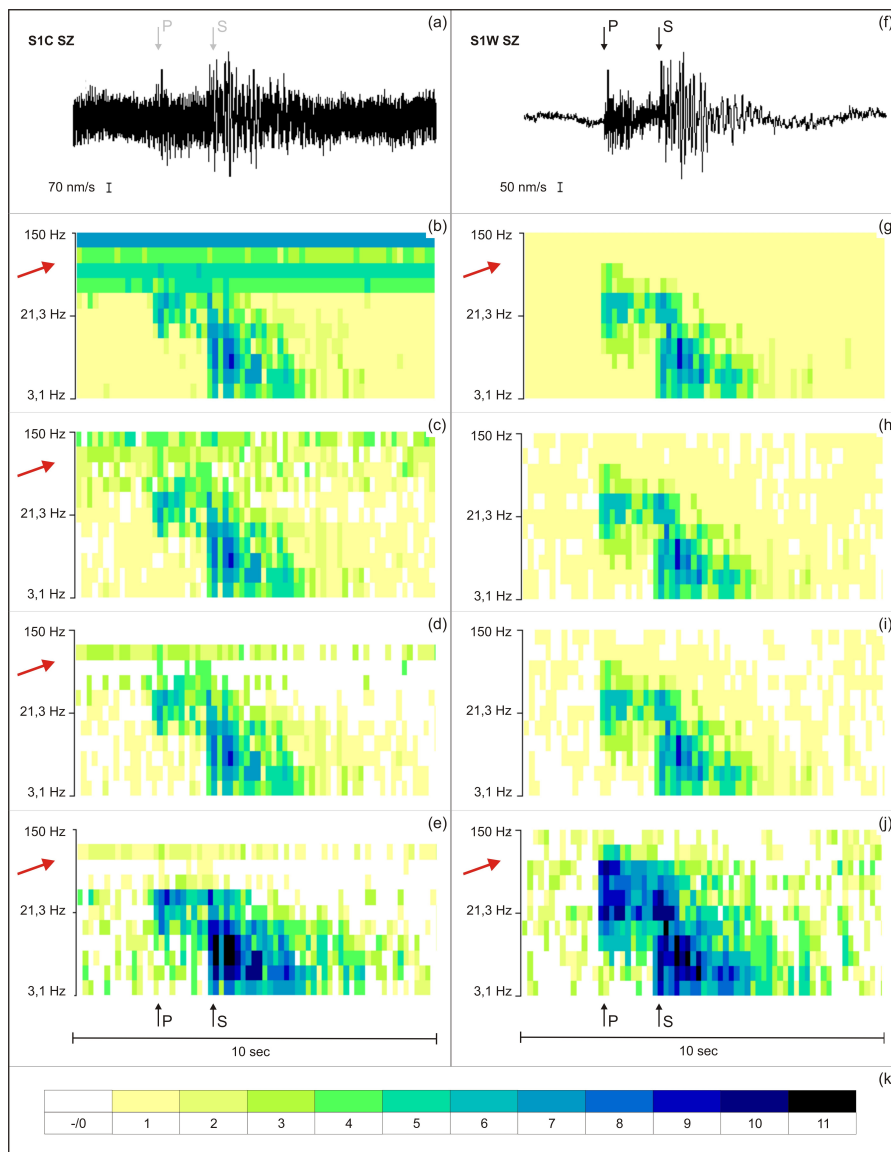 (a)
P
S
S1C SZ
70 nm/s
(f)
P
S
S1W SZ
50 nm/s
(b)
150 Hz
21,3 Hz
3,1 Hz
(g)
150 Hz
21,3 Hz
3,1 Hz
(c)
150 Hz
21,3 Hz
3,1 Hz
(h)
150 Hz
21,3 Hz
3,1 Hz
(d)
150 Hz
21,3 Hz
3,1 Hz
(i)
150 Hz
21,3 Hz
3,1 Hz
(e)
150 Hz
21,3 Hz
3,1 Hz
P
S
10 sec
(j)
150 Hz
21,3 Hz
3,1 Hz
P
S
10 sec
(k)
-/0 1 2 3 4 5 6 7 8 9 10 11